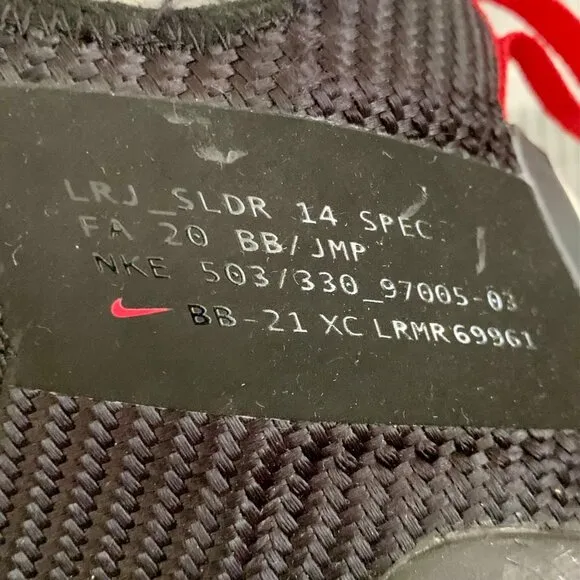 LRJ_SLDR 14 SPEC:
FA 20 BB/JMP
NKE 503/330_97005-03
BB-21 XC LRMR69961